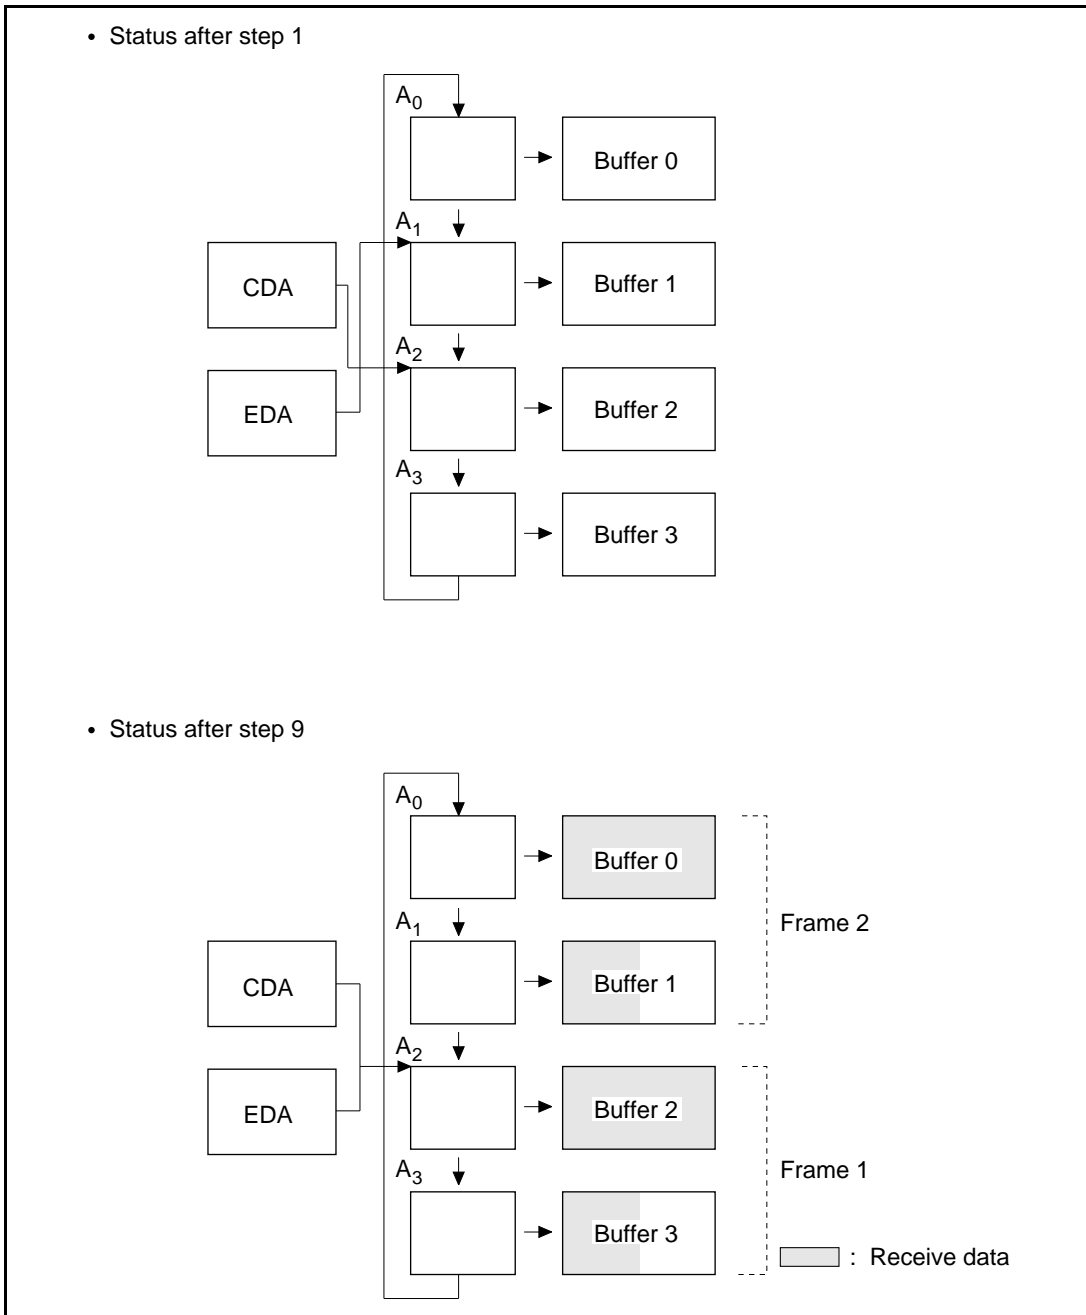 • Status after step 1
A0
Buffer 0
A1
CDA
Buffer 1
A2
EDA
Buffer 2
A3
Buffer 3
• Status after step 9
A0
Buffer 0
Frame 2
A1
CDA
Buffer 1
A2
EDA
Buffer 2
Frame 1
A3
Buffer 3
: Receive data